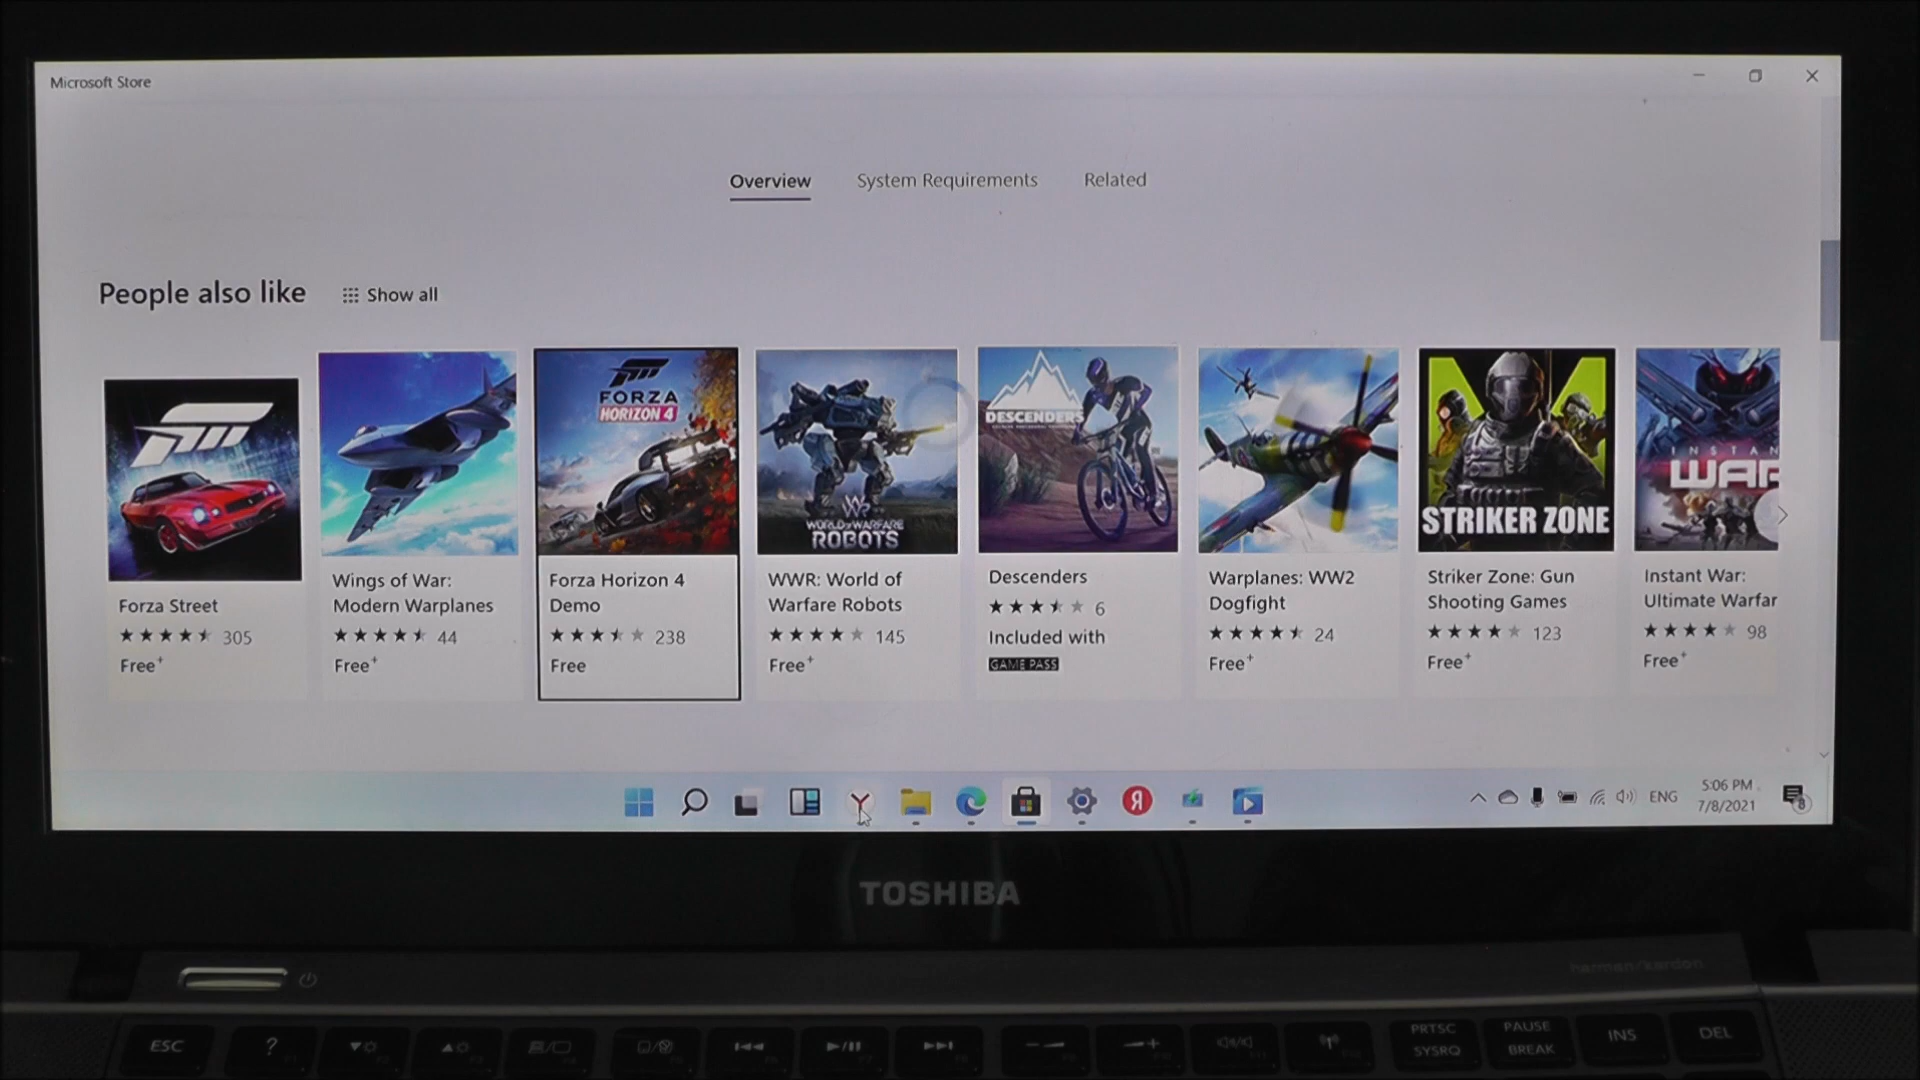 Microsoft Store
Overview System Requirements Related
People also like Show all
FORZA
HORIZON 4
WORLD OF WARFARE
ROBOTS
DESCENDERS
STRIKER ZONE
INSTAN
WAR
Forza Street
305
Free+
Wings of War:
Modern Warplanes
44
Free+
Forza Horizon 4
Demo
238
Free
WWR: World of
Warfare Robots
145
Free+
Descenders
6
Included with
GAME PASS
Warplanes: WW2
Dogfight
24
Free+
Striker Zone: Gun
Shooting Games
123
Free+
Instant War:
Ultimate Warfar
98
Free+
Я
ENG
5:06 PM
7/8/2021
8
TOSHIBA
harman/kardon
ESC
?
PRTSC
SYSRQ
PAUSE
BREAK
INS
DEL